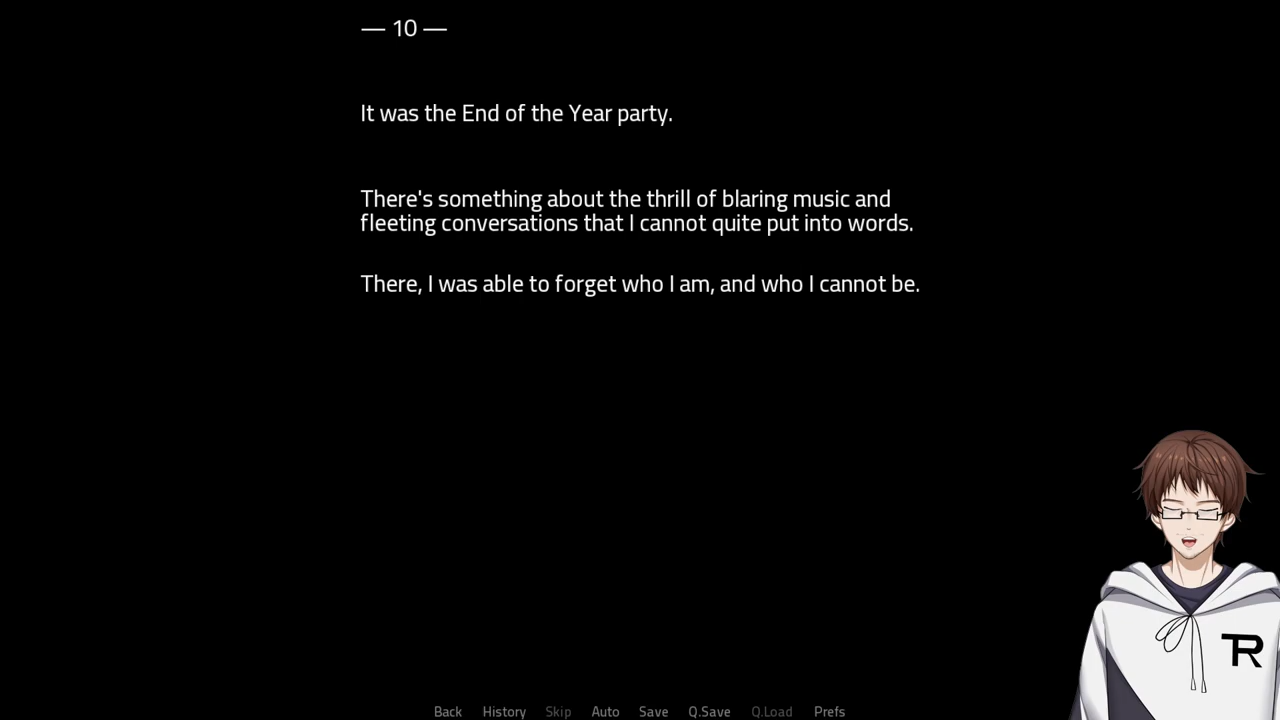 — 10 —
It was the End of the Year party.
There's something about the thrill of blaring music and
fleeting conversations that I cannot quite put into words.
There, I was able to forget who I am, and who I cannot be.
TR
Back History Skip Auto Save Q.Save Q.Load Prefs